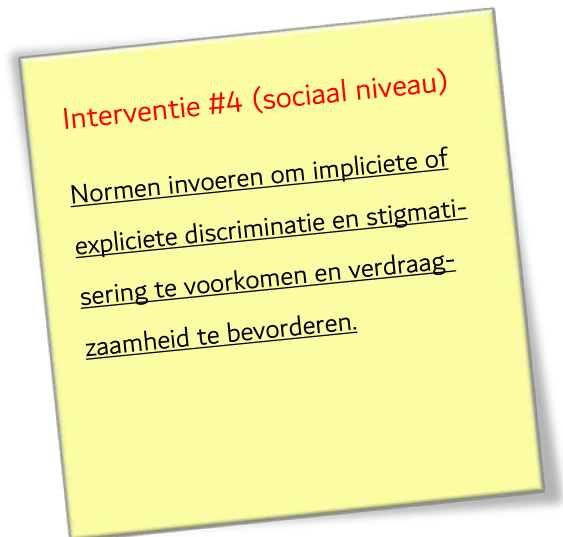 Interventie #4 (sociaal niveau)
Normen invoeren om impliciete of
expliciete discriminatie en stigmati-
sering te voorkomen en verdraag-
zaamheid te bevorderen.